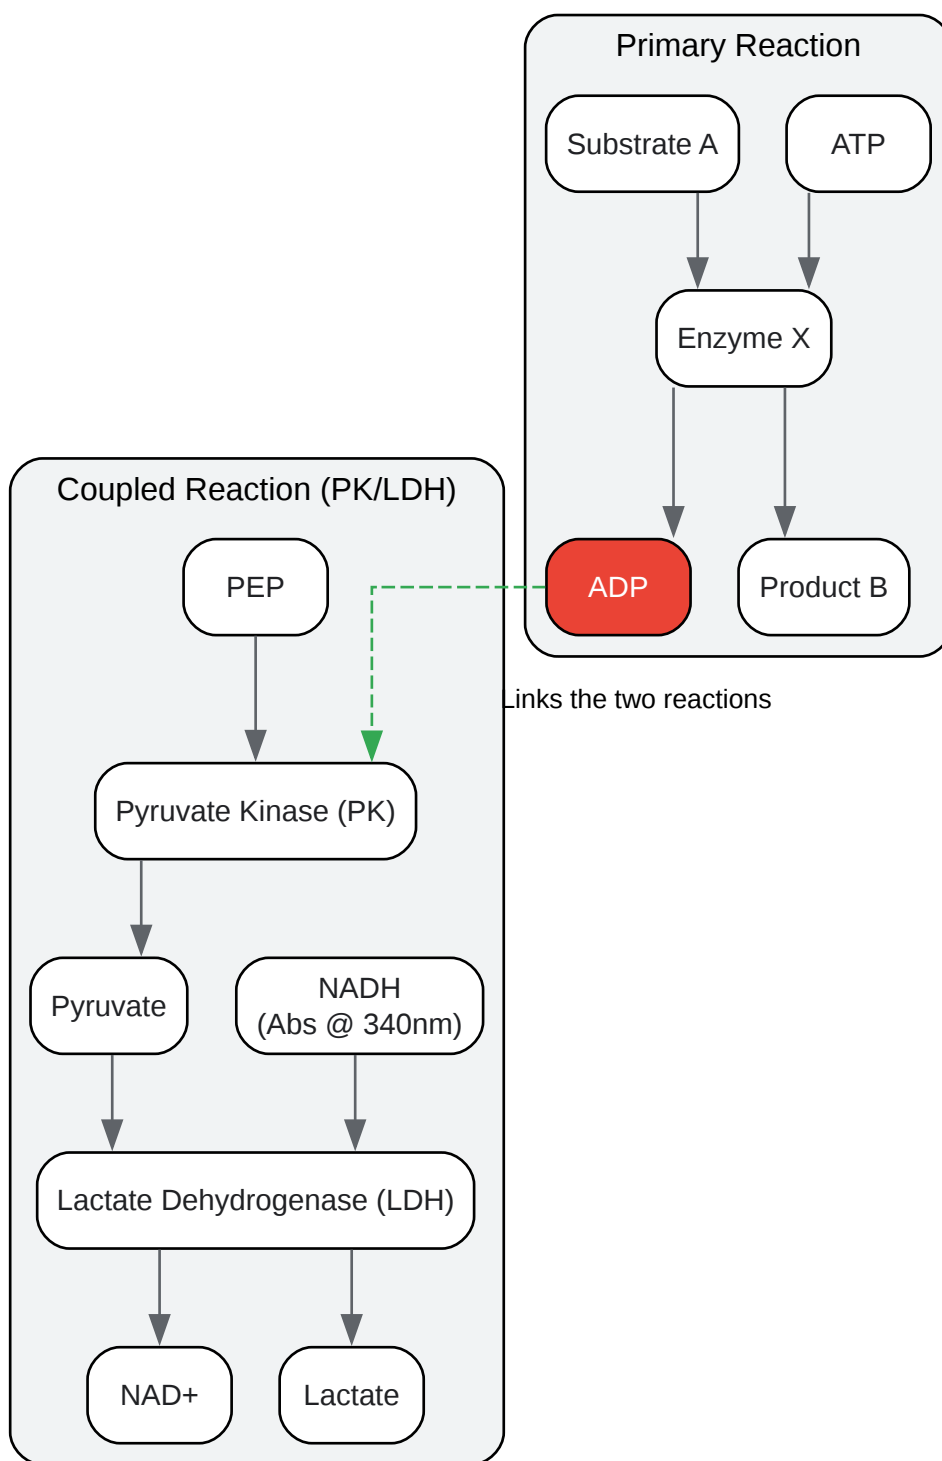 Primary Reaction
Substrate A
ATP
Enzyme X
Coupled Reaction (PK/LDH)
PEP
ADP
Product B
Links the two reactions
Pyruvate Kinase (PK)
Pyruvate
NADH
(Abs @ 340nm)
Lactate Dehydrogenase (LDH)
NAD+
Lactate